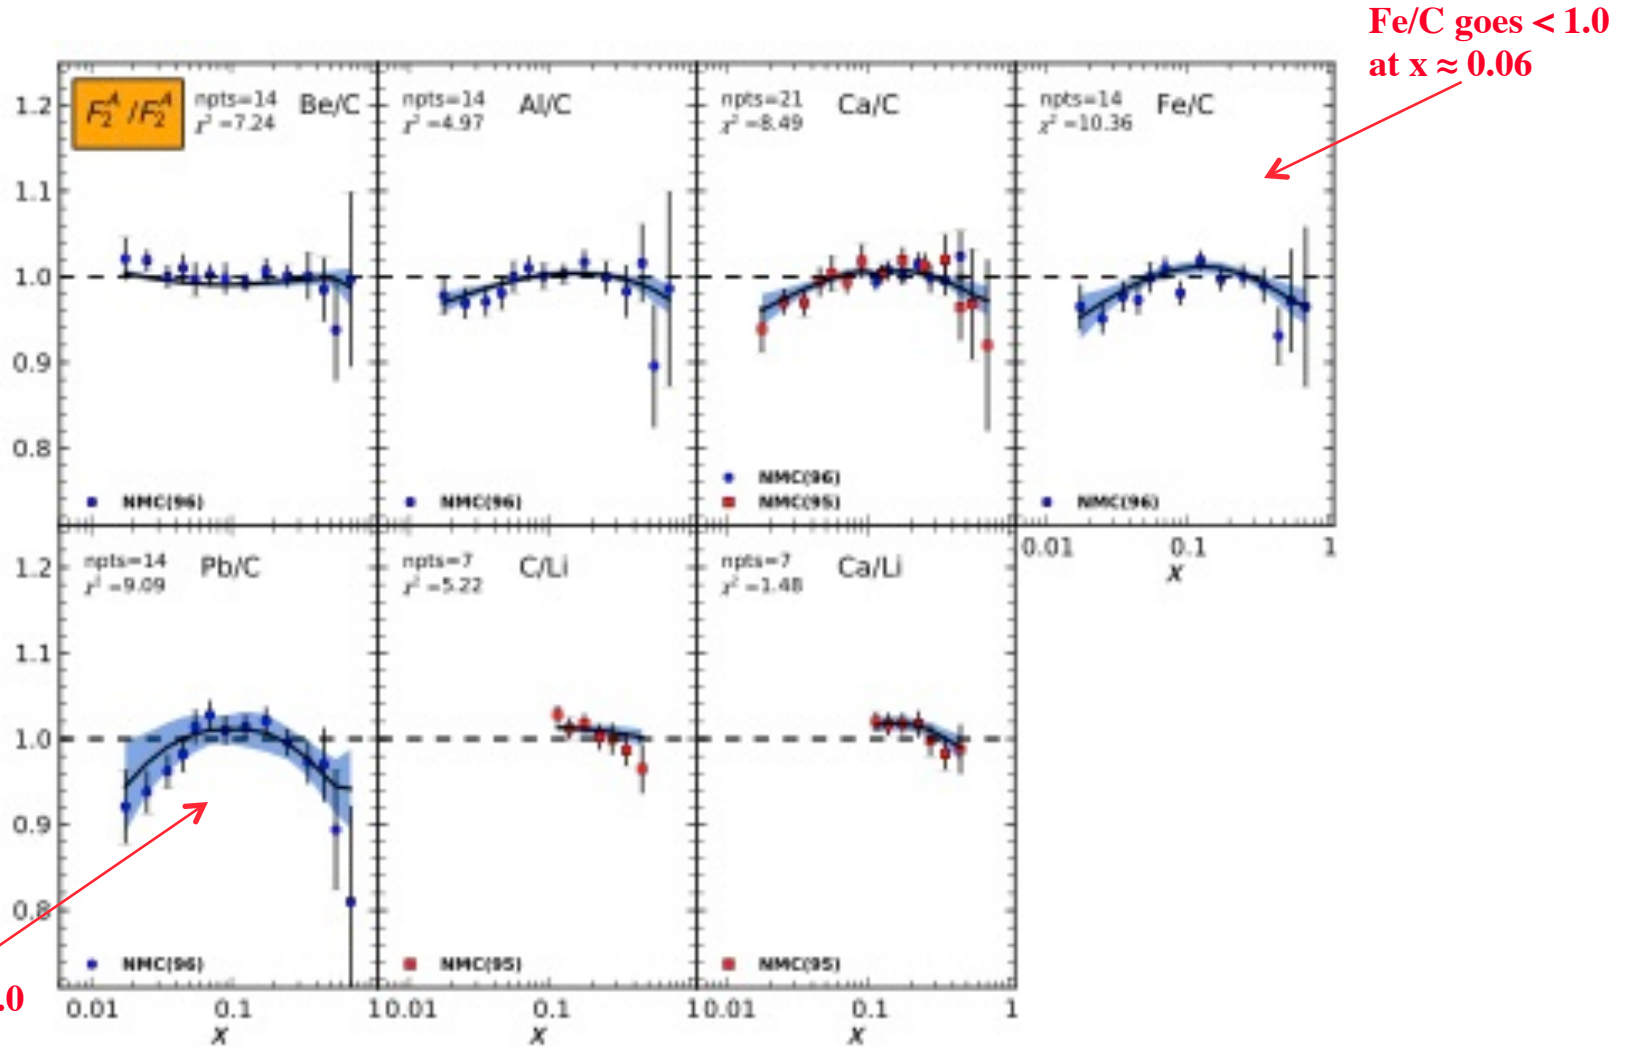 Fe/C goes < 1.0
at x ≈ 0.06
F₂ᴬ /F₂ᴬ
npts=14 Be/C
χ² =7.24
npts=14 Al/C
χ² =4.97
npts=21 Ca/C
χ² =8.49
npts=14 Fe/C
χ² =10.36
1.2
1.1
1.0
0.9
0.8
NMC(96)
NMC(96)
NMC(96)
NMC(95)
NMC(96)
0.01 0.1 1
x
npts=14 Pb/C
χ² =9.09
npts=7 C/Li
χ² =5.22
npts=7 Ca/Li
χ² =1.48
1.2
1.1
1.0
0.9
0.8
NMC(96)
NMC(95)
NMC(95)
.0
0.01 0.1 1 0.01 0.1 1 0.01 0.1 1
x x x